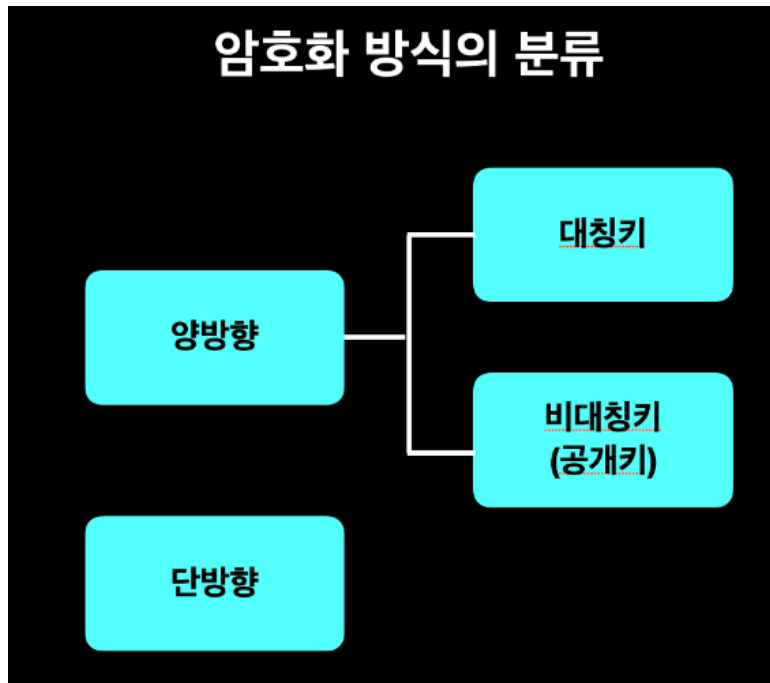 암호화 방식의 분류
대칭키
양방향
비대칭키
(공개키)
단방향